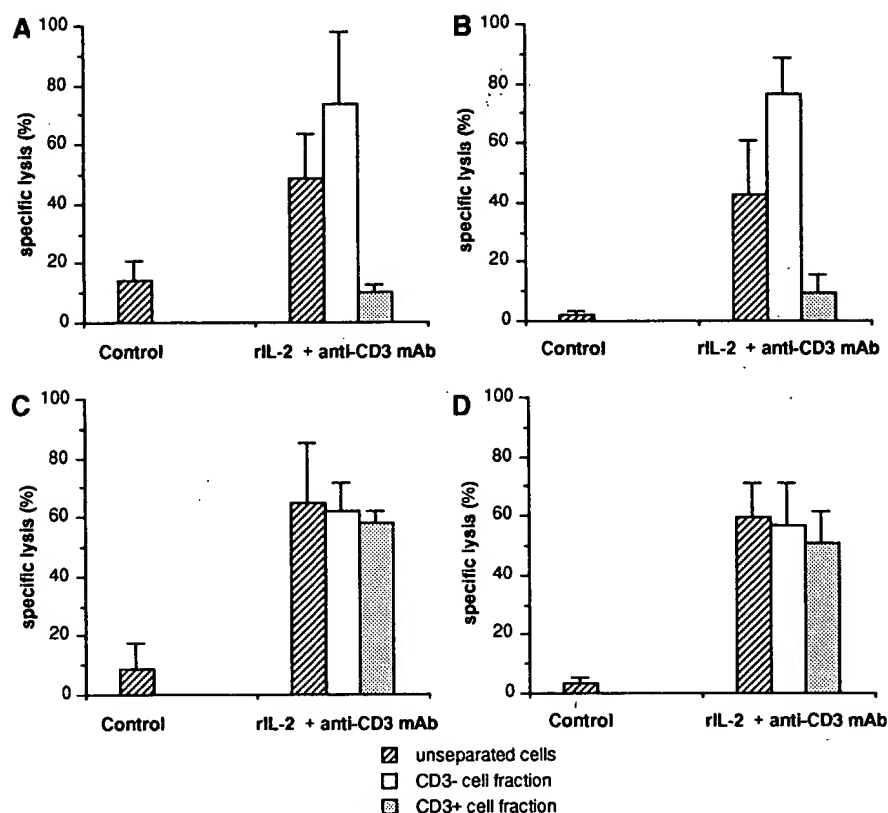 A
B
specific lysis (%)
100
80
60
40
20
0
Control
rIL-2 + anti-CD3 mAb
specific lysis (%)
100
80
60
40
20
0
Control
rIL-2 + anti-CD3 mAb
C
D
specific lysis (%)
100
80
60
40
20
0
Control
rIL-2 + anti-CD3 mAb
specific lysis (%)
100
80
60
40
20
0
Control
rIL-2 + anti-CD3 mAb
unseparated cells
CD3- cell fraction
CD3+ cell fraction